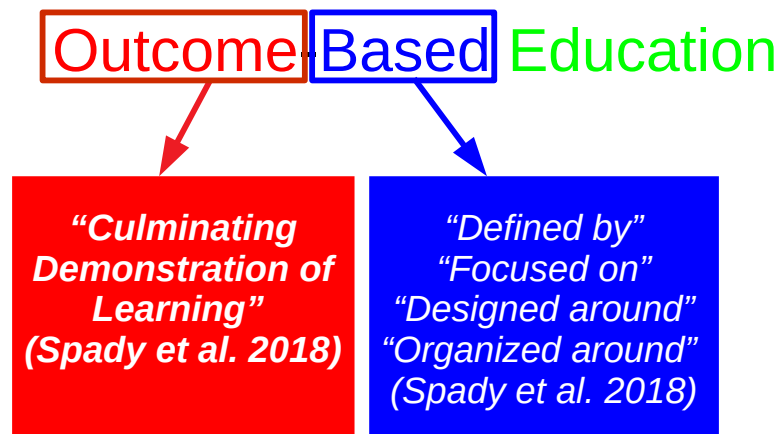 Outcome-Based Education
“Culminating
Demonstration of
Learning”
(Spady et al. 2018)
“Defined by”
“Focused on”
“Designed around”
“Organized around”
(Spady et al. 2018)